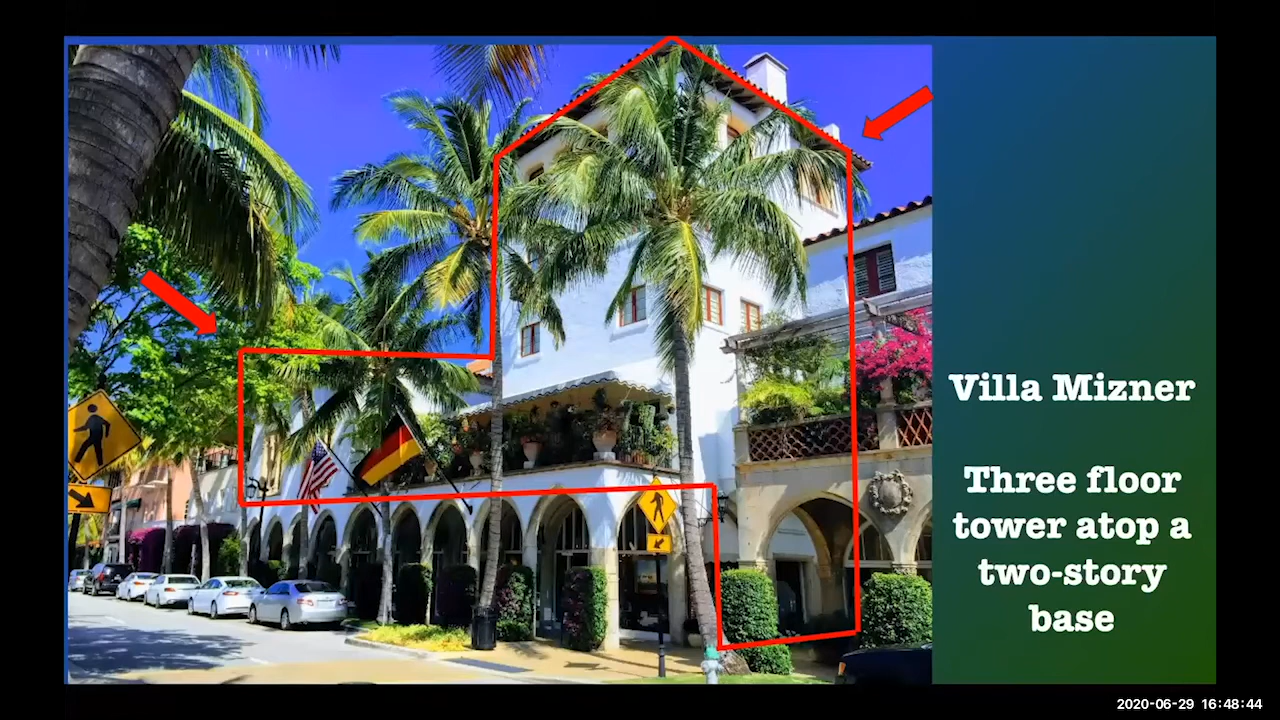 Villa Mizner
Three floor
tower atop a
two-story
base
2020-06-29 16:48:44